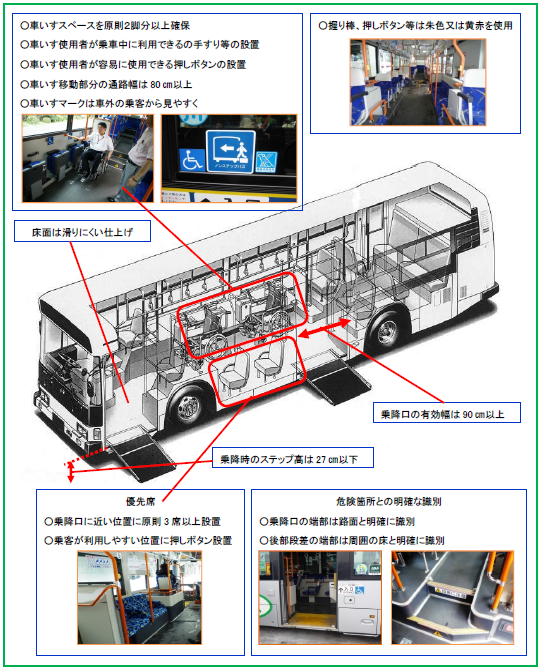 ○車いすスペースを原則2脚分以上確保
○車いす使用者が乗車中に利用できるの手すり等の設置
○車いす使用者が容易に使用できる押しボタンの設置
○車いす移動部分の通路幅は80㎝以上
○車いすマークは車外の乗客から見やすく
ノンステップバス
○握り棒、押しボタン等は朱色又は黄赤を使用
床面は滑りにくい仕上げ
乗降口の有効幅は90㎝以上
乗降時のステップ高は27㎝以下
優先席
○乗降口に近い位置に原則3席以上設置
○乗客が利用しやすい位置に押しボタン設置
危険箇所との明確な識別
○乗降口の端部は路面と明確に識別
○後部段差の端部は周囲の床と明確に識別
入口